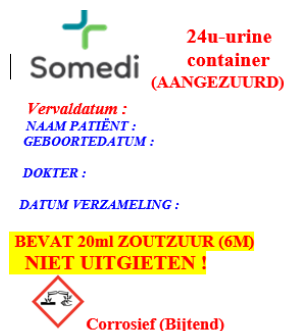 Somedi
24u-urine
container
(AANGEZUURD)
Vervaldatum :
NAAM PATIËNT :
GEBOORTEDATUM :
DOKTER :
DATUM VERZAMELING :
BEVAT 20ml ZOUTZUUR (6M)
NIET UITGIETEN !
Corrosief (Bijtend)